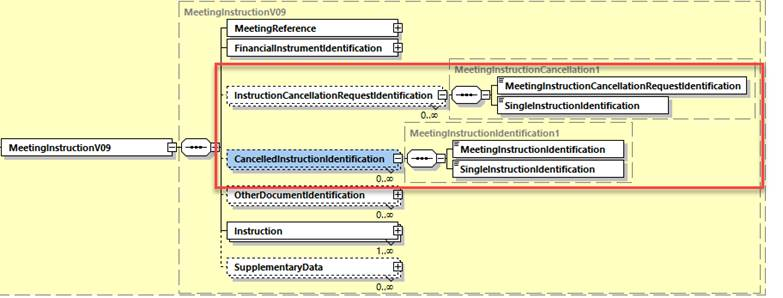 MeetingInstructionV09
MeetingReference
FinancialInstrumentIdentification
MeetingInstructionCancellation1
InstructionCancellationRequestIdentification
0..∞
MeetingInstructionCancellationRequestIdentification
SingleInstructionIdentification
MeetingInstructionIdentification1
MeetingInstructionV09
CancelledInstructionIdentification
0..∞
MeetingInstructionIdentification
SingleInstructionIdentification
OtherDocumentIdentification
0..∞
Instruction
1..∞
SupplementaryData
0..∞